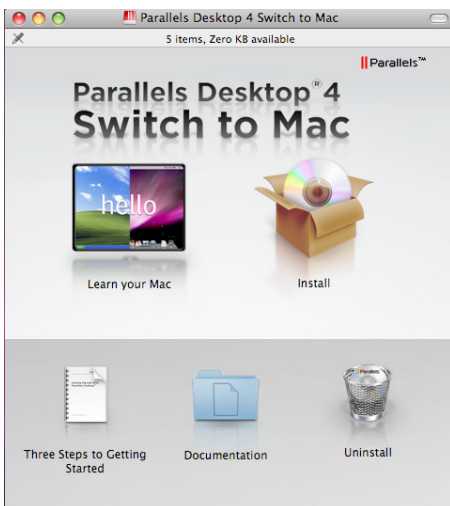 Parallels Desktop 4 Switch to Mac
5 items, Zero KB available
Parallels™
Parallels Desktop®4
Switch to Mac
hello
Learn your Mac
Install
Parallels
Three Steps to Getting
Started
Documentation
Uninstall